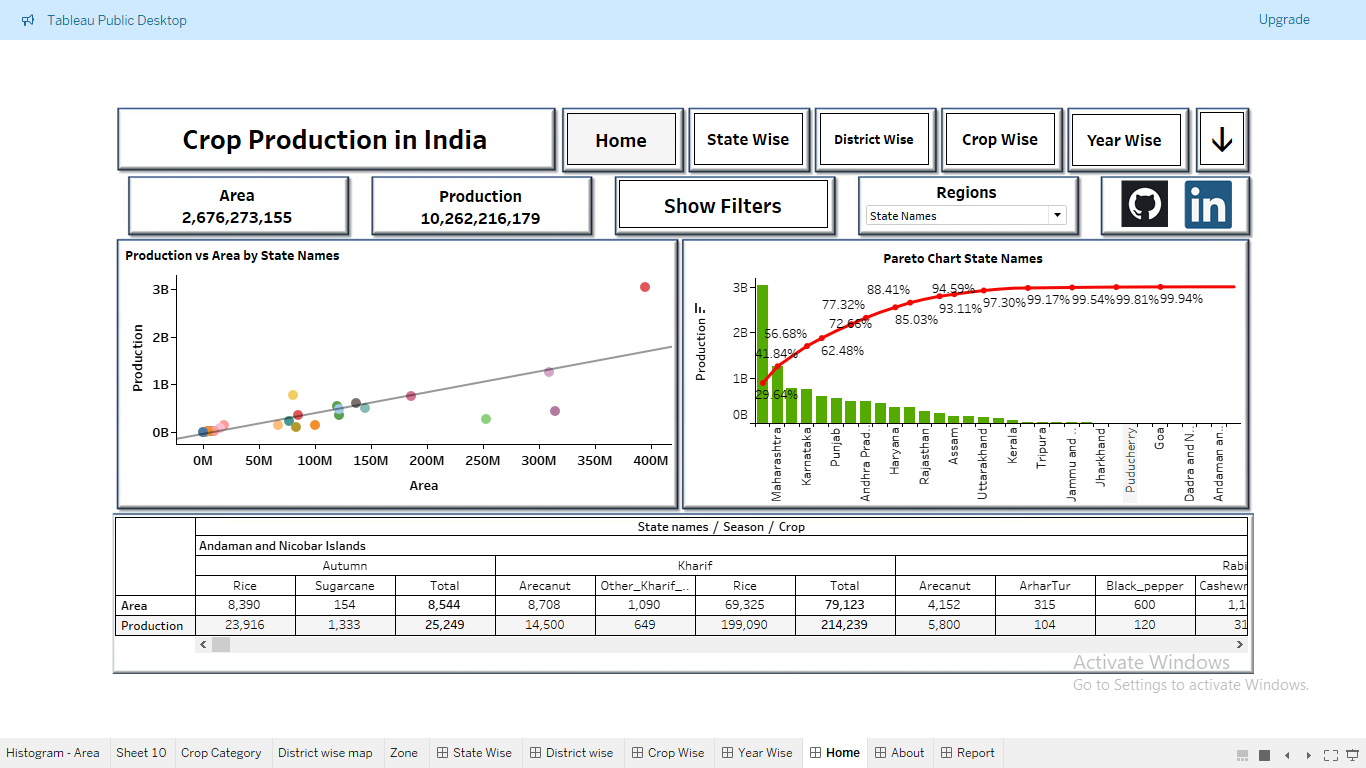 Tableau Public Desktop
Upgrade
Crop Production in India
Home
State Wise
District Wise
Crop Wise
Year Wise
Area
2,676,273,155
Production
10,262,216,179
Show Filters
Regions
State Names
in
Production vs Area by State Names
3B
2B
1B
0B
Production
0M 50M 100M 150M 200M 250M 300M 350M 400M
Area
Pareto Chart State Names
3B
2B
1B
0B
Production
29.64%
41.84%
56.68%
62.48%
72.66%
77.32%
85.03%
88.41%
93.11%
94.59%
97.30%
99.17%
99.54%
99.81%
99.94%
Maharashtra
Karnataka
Punjab
Andhra Prad..
Haryana
Rajasthan
Assam
Uttarakhand
Kerala
Tripura
Jammu and ..
Jharkhand
Puducherry
Goa
Dadra and N..
Andaman an..
State names / Season / Crop
Andaman and Nicobar Islands
Autumn Kharif Rabi
Rice Sugarcane Total Arecanut Other_Kharif_.. Rice Total Arecanut ArharTur Black_pepper Cashewr
Area 8,390 154 8,544 8,708 1,090 69,325 79,123 4,152 315 600 1,1
Production 23,916 1,333 25,249 14,500 649 199,090 214,239 5,800 104 120 31
Activate Windows
Go to Settings to activate Windows.
Histogram - Area Sheet 10 Crop Category District wise map Zone State Wise District wise Crop Wise Year Wise Home About Report